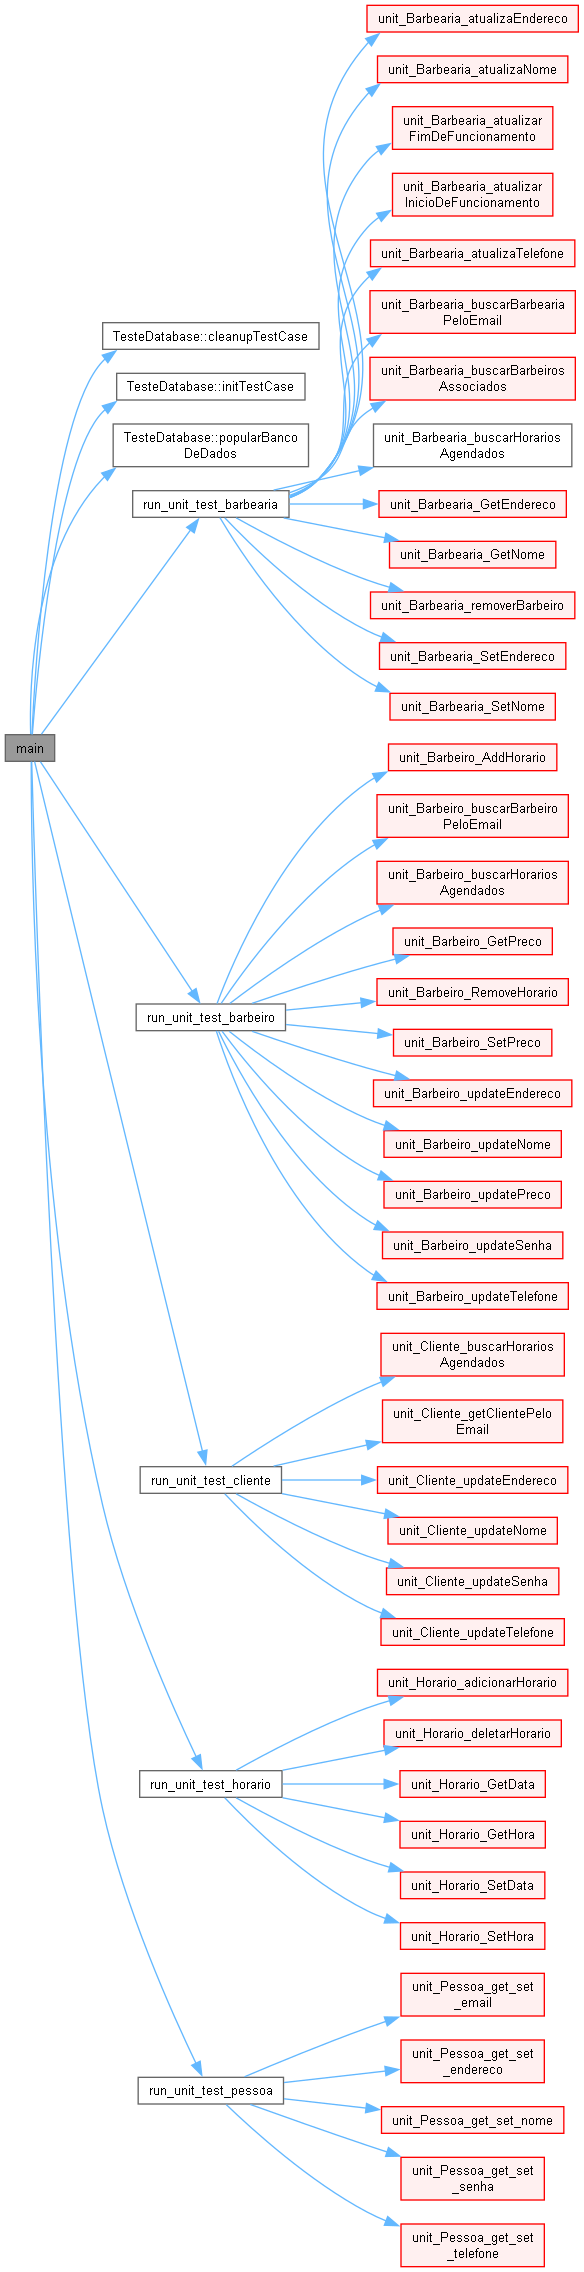 main
TesteDatabase::cleanupTestCase
TesteDatabase::initTestCase
TesteDatabase::popularBanco
DeDados
run_unit_test_barbearia
unit_Barbearia_atualizaEndereco
unit_Barbearia_atualizaNome
unit_Barbearia_atualizar
FimDeFuncionamento
unit_Barbearia_atualizar
InicioDeFuncionamento
unit_Barbearia_atualizaTelefone
unit_Barbearia_buscarBarbearia
PeloEmail
unit_Barbearia_buscarBarbeiros
Associados
unit_Barbearia_buscarHorarios
Agendados
unit_Barbearia_GetEndereco
unit_Barbearia_GetNome
unit_Barbearia_removerBarbeiro
unit_Barbearia_SetEndereco
unit_Barbearia_SetNome
run_unit_test_barbeiro
unit_Barbeiro_AddHorario
unit_Barbeiro_buscarBarbeiro
PeloEmail
unit_Barbeiro_buscarHorarios
Agendados
unit_Barbeiro_GetPreco
unit_Barbeiro_RemoveHorario
unit_Barbeiro_SetPreco
unit_Barbeiro_updateEndereco
unit_Barbeiro_updateNome
unit_Barbeiro_updatePreco
unit_Barbeiro_updateSenha
unit_Barbeiro_updateTelefone
run_unit_test_cliente
unit_Cliente_buscarHorarios
Agendados
unit_Cliente_getClientePelo
Email
unit_Cliente_updateEndereco
unit_Cliente_updateNome
unit_Cliente_updateSenha
unit_Cliente_updateTelefone
run_unit_test_horario
unit_Horario_adicionarHorario
unit_Horario_deletarHorario
unit_Horario_GetData
unit_Horario_GetHora
unit_Horario_SetData
unit_Horario_SetHora
run_unit_test_pessoa
unit_Pessoa_get_set
_email
unit_Pessoa_get_set
_endereco
unit_Pessoa_get_set_nome
unit_Pessoa_get_set
_senha
unit_Pessoa_get_set
_telefone